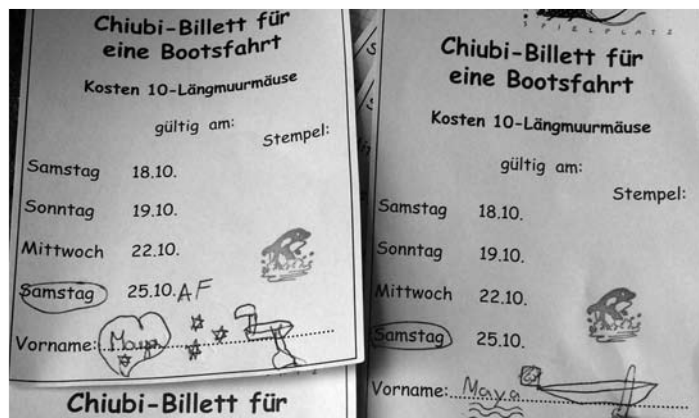 Chiubi-Billett für
eine Bootsfahrt
Kosten 10-Längmuurmäuse
gültig am:
Stempel:
Samstag 18.10.
Sonntag 19.10.
Mittwoch 22.10.
Samstag 25.10. AF
Vorname: Maya
Chiubi-Billett für
SPIELPLATZ
Chiubi-Billett für
eine Bootsfahrt
Kosten 10-Längmuurmäuse
gültig am:
Stempel:
Samstag 18.10.
Sonntag 19.10.
Mittwoch 22.10.
Samstag 25.10.
Vorname: Maya